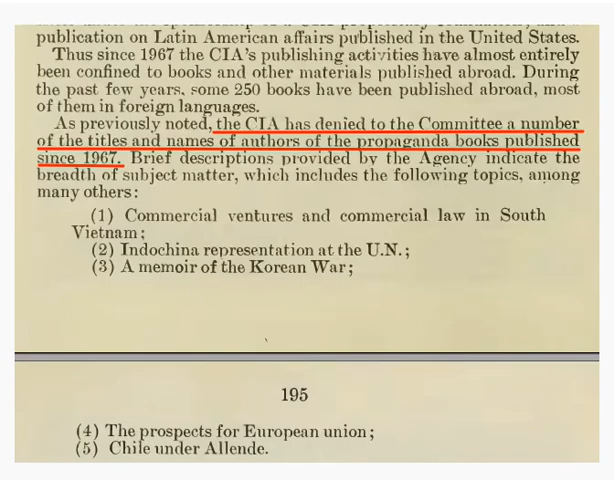 publication on Latin American affairs published in the United States.
Thus since 1967 the CIA's publishing activities have almost entirely
been confined to books and other materials published abroad. During
the past few years, some 250 books have been published abroad, most
of them in foreign languages.
As previously noted, the CIA has denied to the Committee a number
of the titles and names of authors of the propaganda books published
since 1967. Brief descriptions provided by the Agency indicate the
breadth of subject matter, which includes the following topics, among
many others:
(1) Commercial ventures and commercial law in South
Vietnam;
(2) Indochina representation at the U.N.;
(3) A memoir of the Korean War;
195
(4) The prospects for European union;
(5) Chile under Allende.